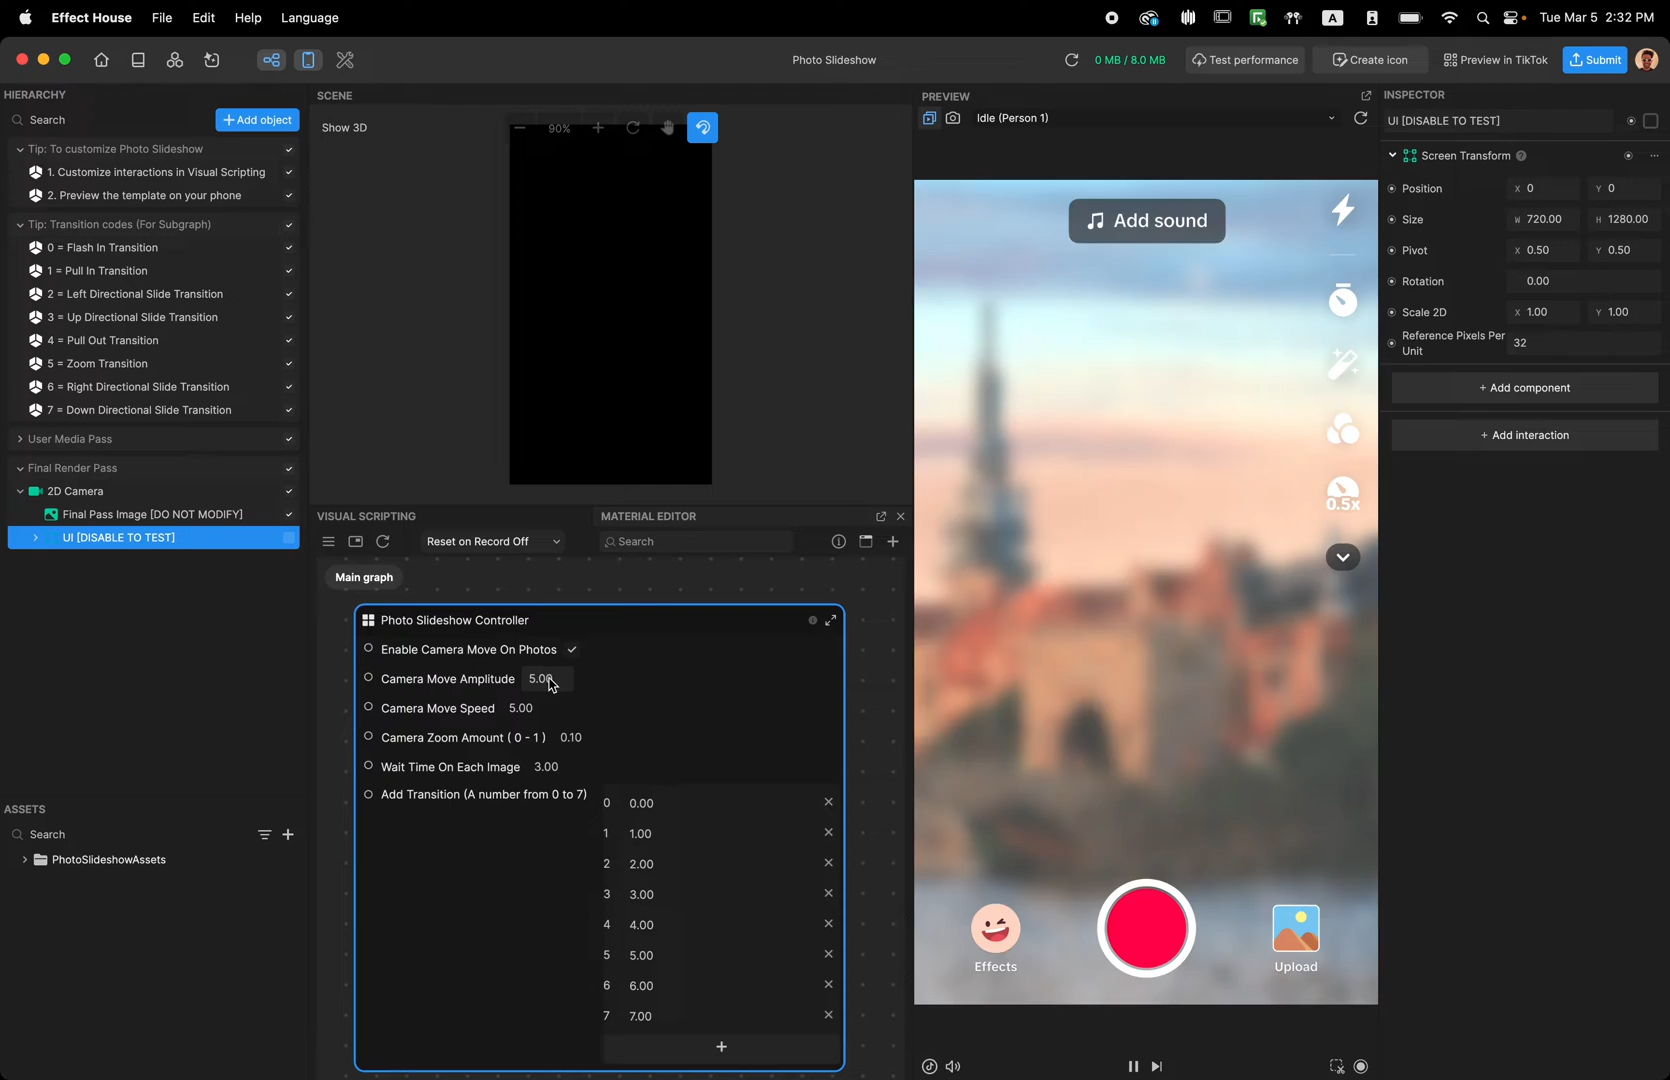 Effect House File Edit Help Language A Tue Mar 5 2:32 PM
Photo Slideshow 0 MB / 8.0 MB Test performance Create icon Preview in TikTok Submit
HIERARCHY
Search + Add object
Tip: To customize Photo Slideshow
1. Customize interactions in Visual Scripting
2. Preview the template on your phone
Tip: Transition codes (For Subgraph)
0 = Flash In Transition
1 = Pull In Transition
2 = Left Directional Slide Transition
3 = Up Directional Slide Transition
4 = Pull Out Transition
5 = Zoom Transition
6 = Right Directional Slide Transition
7 = Down Directional Slide Transition
User Media Pass
Final Render Pass
2D Camera
Final Pass Image [DO NOT MODIFY]
UI [DISABLE TO TEST]
ASSETS
Search
PhotoSlideshowAssets
SCENE
Show 3D
90%
VISUAL SCRIPTING MATERIAL EDITOR
Reset on Record Off Search
Main graph
Photo Slideshow Controller
Enable Camera Move On Photos
Camera Move Amplitude 5.00
Camera Move Speed 5.00
Camera Zoom Amount ( 0 - 1 ) 0.10
Wait Time On Each Image 3.00
Add Transition (A number from 0 to 7)
0 0.00
1 1.00
2 2.00
3 3.00
4 4.00
5 5.00
6 6.00
7 7.00
+
PREVIEW
Idle (Person 1)
Add sound
0.5x
Effects
Upload
INSPECTOR
UI [DISABLE TO TEST]
Screen Transform
Position X 0 Y 0
Size W 720.00 H 1280.00
Pivot X 0.50 Y 0.50
Rotation 0.00
Scale 2D X 1.00 Y 1.00
Reference Pixels Per
Unit 32
+ Add component
+ Add interaction